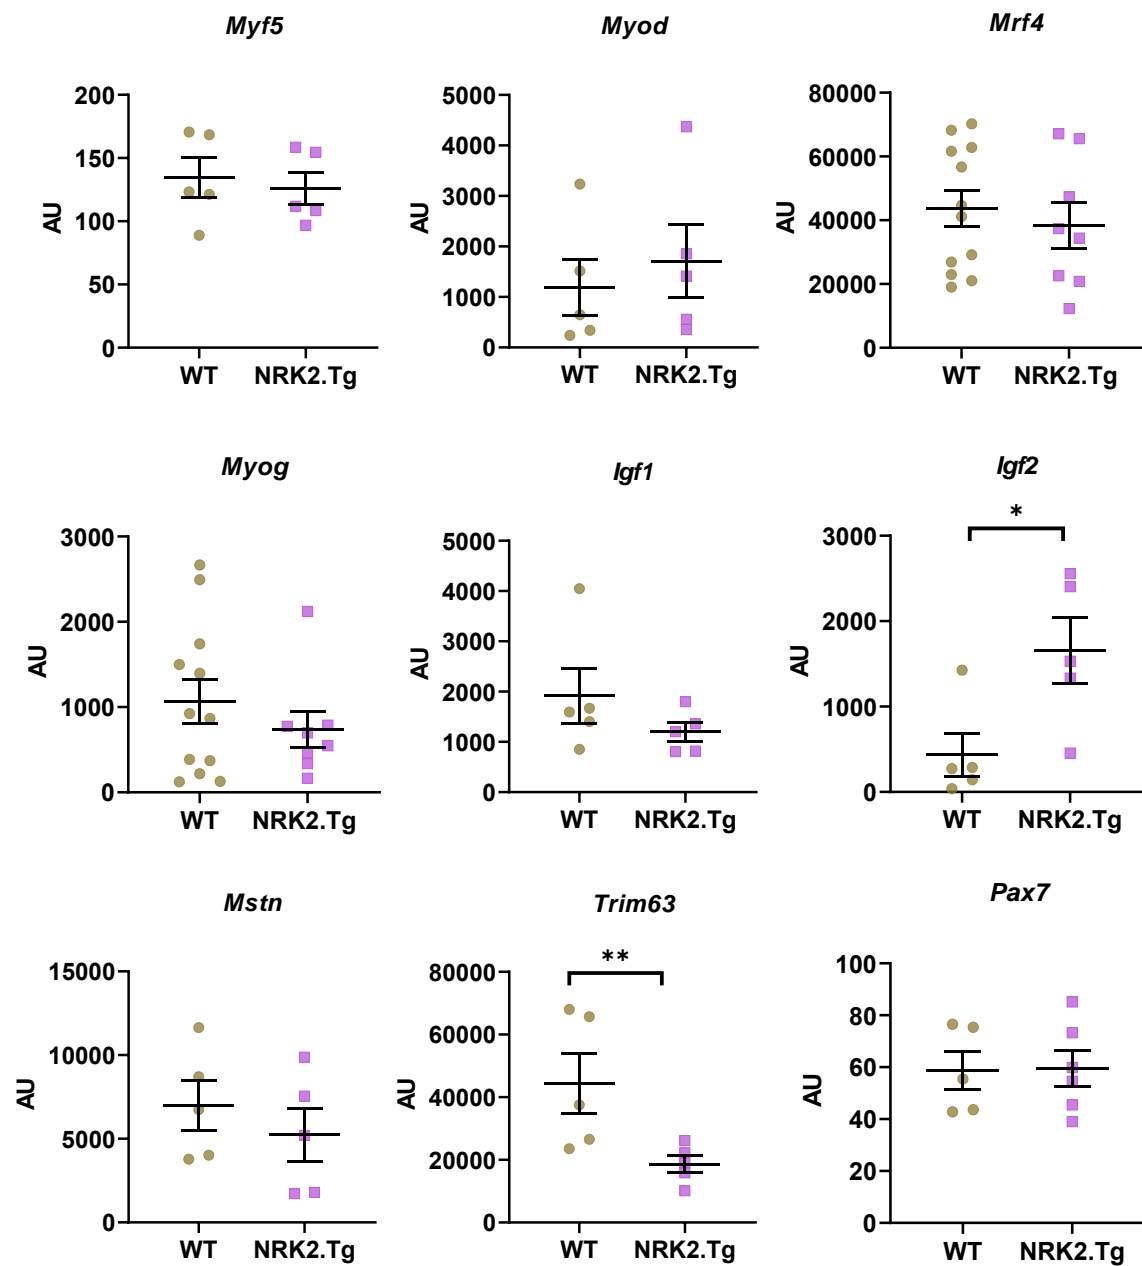 Myf5
200
150
100
50
0
AU
WT NRK2.Tg
Myod
5000
4000
3000
2000
1000
0
AU
WT NRK2.Tg
Mrf4
80000
60000
40000
20000
0
AU
WT NRK2.Tg
Myog
3000
2000
1000
0
AU
WT NRK2.Tg
Igf1
5000
4000
3000
2000
1000
0
AU
WT NRK2.Tg
Igf2
*
3000
2000
1000
0
AU
WT NRK2.Tg
Mstn
15000
10000
5000
0
AU
WT NRK2.Tg
Trim63
**
80000
60000
40000
20000
0
AU
WT NRK2.Tg
Pax7
100
80
60
40
20
0
AU
WT NRK2.Tg